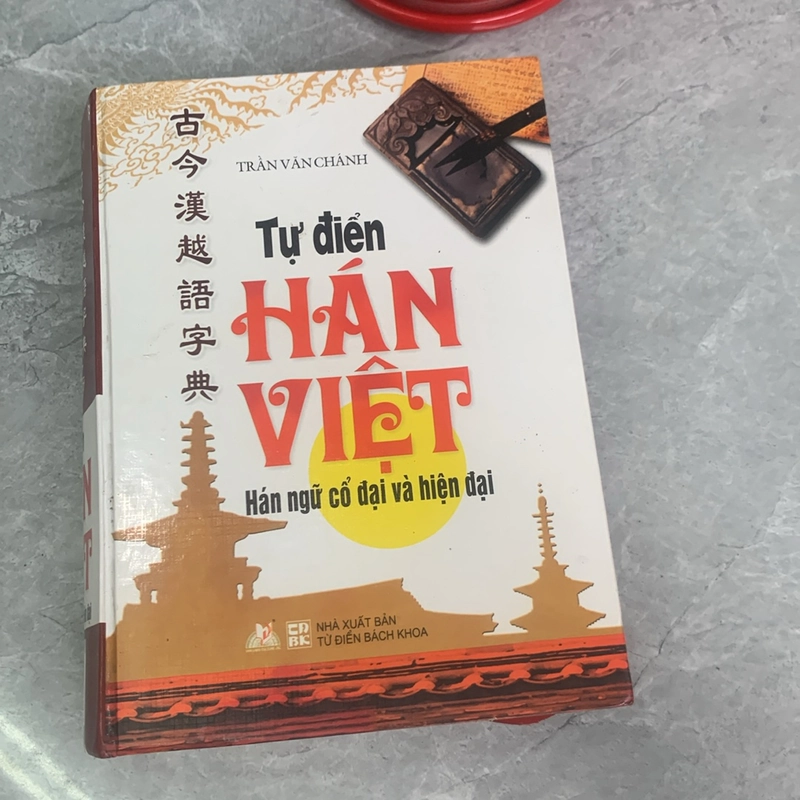 古今漢越語字典
TRẦN VĂN CHÁNH
Tự điển
HÁN
VIỆT
Hán ngữ cổ đại và hiện đại
NHÀ XUẤT BẢN
TỪ ĐIỂN BÁCH KHOA